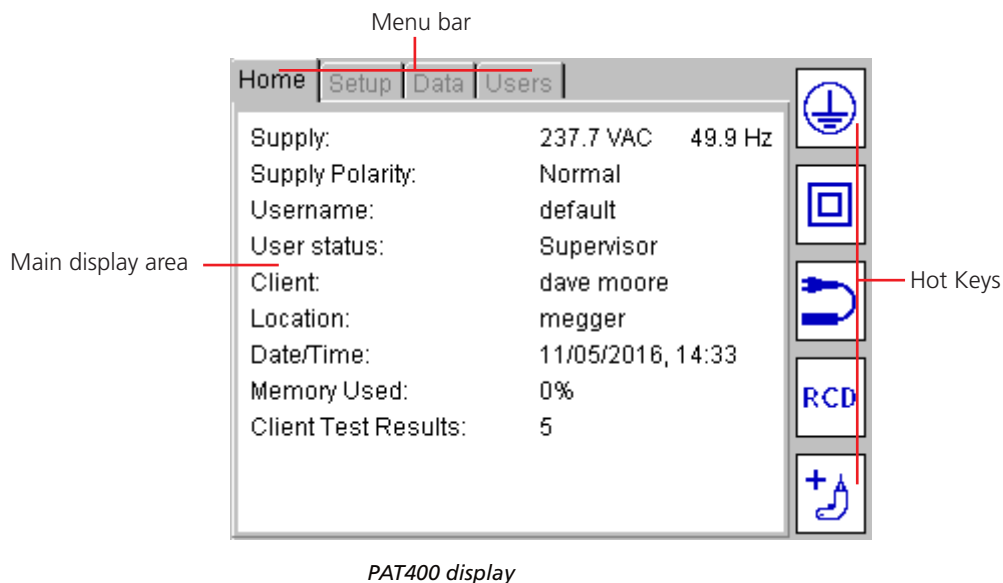 Menu bar
Home Setup Data Users
Supply: 237.7 VAC 49.9 Hz
Supply Polarity: Normal
Username: default
User status: Supervisor
Main display area
Client: dave moore
Hot Keys
Location: megger
Date/Time: 11/05/2016, 14:33
Memory Used: 0%
RCD
Client Test Results: 5
+
PAT400 display